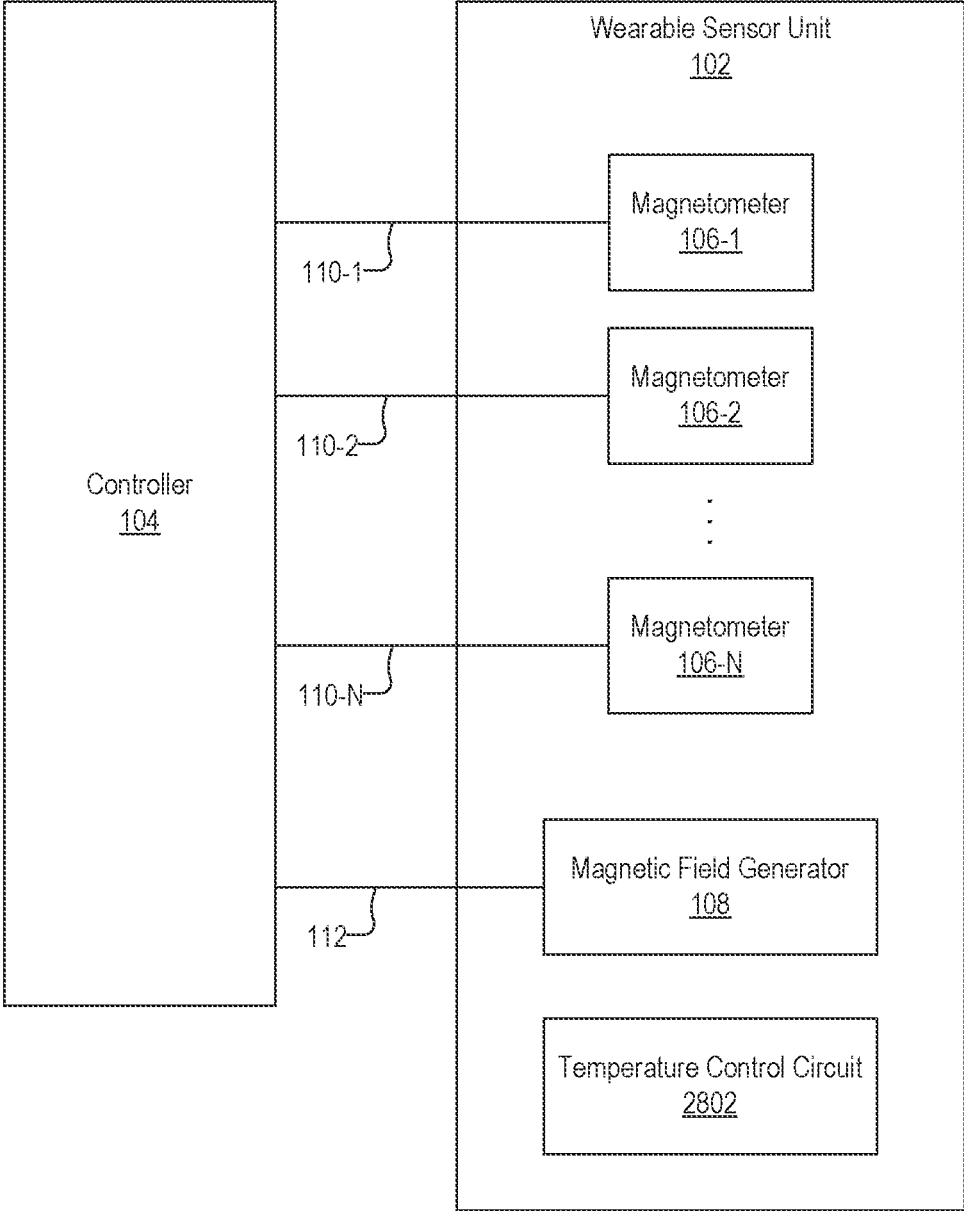 Wearable Sensor Unit
102
Magnetometer
106-1
110-1
Magnetometer
106-2
110-2
Controller
104
Magnetometer
106-N
110-N
Magnetic Field Generator
108
112
Temperature Control Circuit
2802